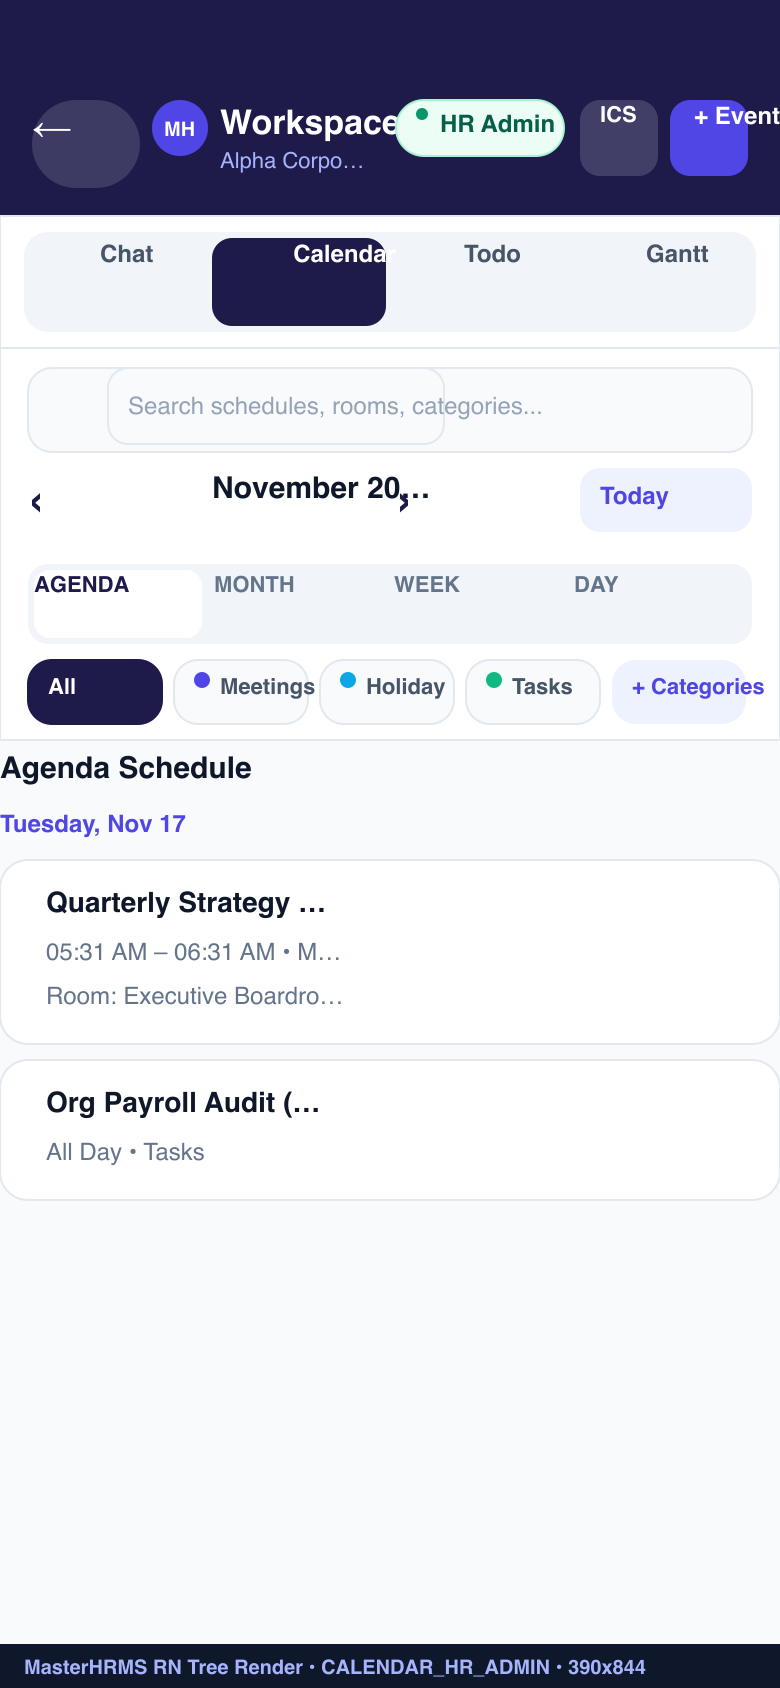 ←
MH
Workspace
HR Admin
ICS
+ Event
Alpha Corpo…
Chat
Calendar
Todo
Gantt
Search schedules, rooms, categories...
‹
November 20…
›
Today
AGENDA
MONTH
WEEK
DAY
All
Meetings
Holiday
Tasks
+ Categories
Agenda Schedule
Tuesday, Nov 17
Quarterly Strategy …
05:31 AM – 06:31 AM • M…
Room: Executive Boardro…
Org Payroll Audit (…
All Day • Tasks
MasterHRMS RN Tree Render • CALENDAR_HR_ADMIN • 390x844